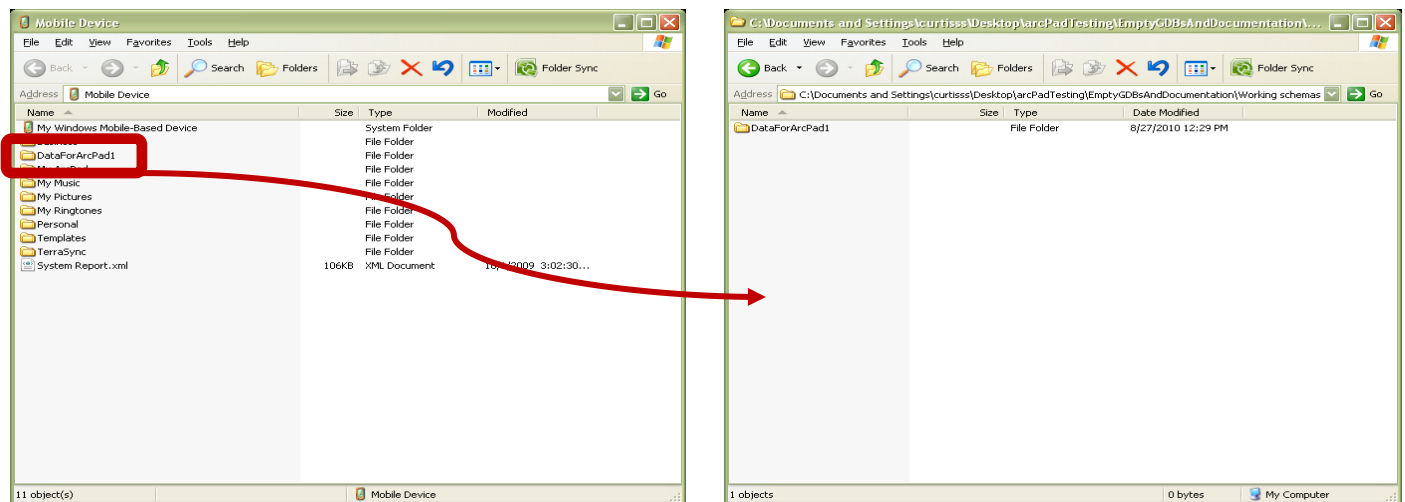 Mobile Device
File Edit View Favorites Tools Help
Back Search Folders Folder Sync
Address Mobile Device Go
Name Size Type Modified
My Windows Mobile-Based Device System Folder
File Folder
DataForArcPad1 File Folder
File Folder
My Music File Folder
My Pictures File Folder
My Ringtones File Folder
Personal File Folder
Templates File Folder
TerraSync File Folder
System Report.xml 106KB XML Document 3:02:30...
11 object(s) Mobile Device
C:\Documents and Settings\curtisss\Desktop\arcPadTesting\EmptyGDBsAndDocumentation\...
File Edit View Favorites Tools Help
Back Search Folders Folder Sync
Address C:\Documents and Settings\curtisss\Desktop\arcPadTesting\EmptyGDBsAndDocumentation\Working schemas Go
Name Size Type Date Modified
DataForArcPad1 File Folder 8/27/2010 12:29 PM
1 objects 0 bytes My Computer